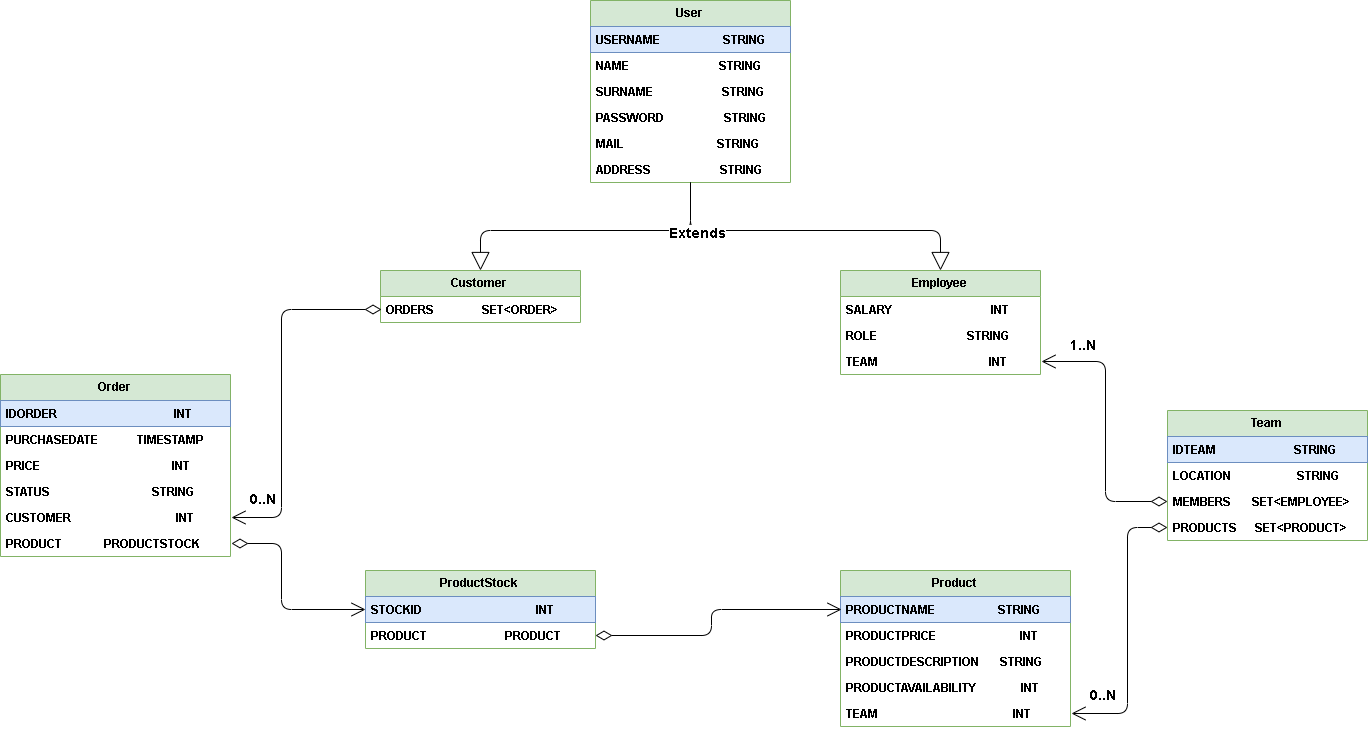 User
USERNAME STRING
NAME STRING
SURNAME STRING
PASSWORD STRING
MAIL STRING
ADDRESS STRING
Extends
Customer
ORDERS SET<ORDER>
Employee
SALARY INT
ROLE STRING
TEAM INT
1..N
Order
IDORDER INT
PURCHASEDATE TIMESTAMP
PRICE INT
STATUS STRING
CUSTOMER INT
PRODUCT PRODUCTSTOCK
0..N
Team
IDTEAM STRING
LOCATION STRING
MEMBERS SET<EMPLOYEE>
PRODUCTS SET<PRODUCT>
ProductStock
STOCKID INT
PRODUCT PRODUCT
Product
PRODUCTNAME STRING
PRODUCTPRICE INT
PRODUCTDESCRIPTION STRING
PRODUCTAVAILABILITY INT
TEAM INT
0..N